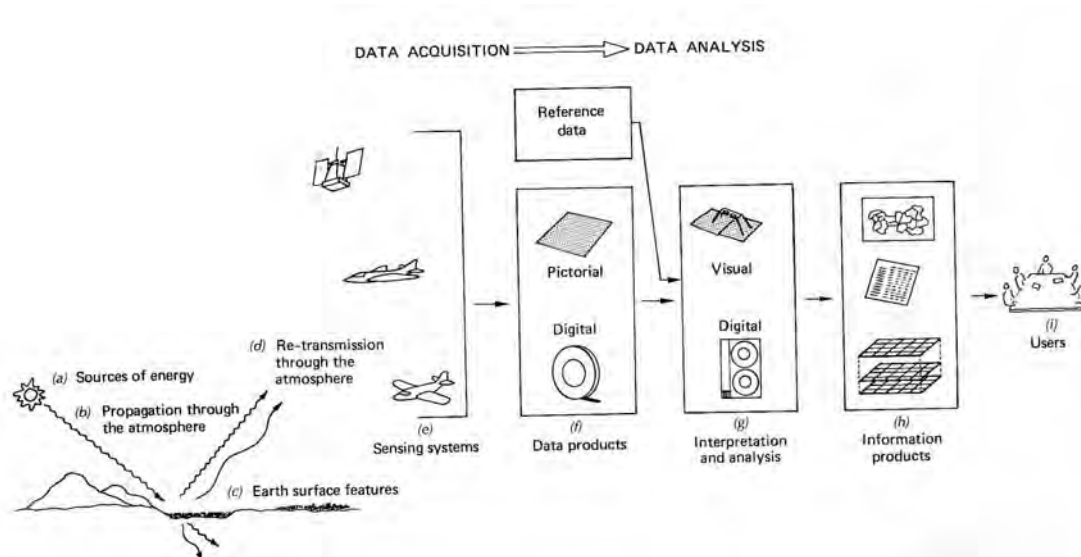 DATA ACQUISITION DATA ANALYSIS
Reference
data
Pictorial
Visual
Digital
Digital
(a) Sources of energy
(b) Propagation through
the atmosphere
(c) Earth surface features
(d) Re-transmission
through the
atmosphere
(e)
Sensing systems
(f)
Data products
(g)
Interpretation
and analysis
(h)
Information
products
(i)
Users